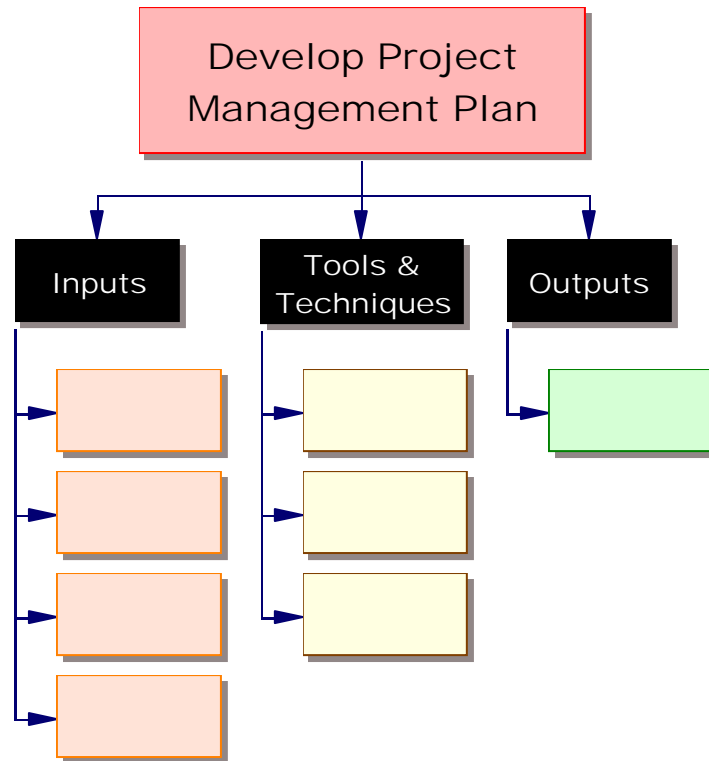 Develop Project
Management Plan
Inputs
Tools &
Techniques
Outputs